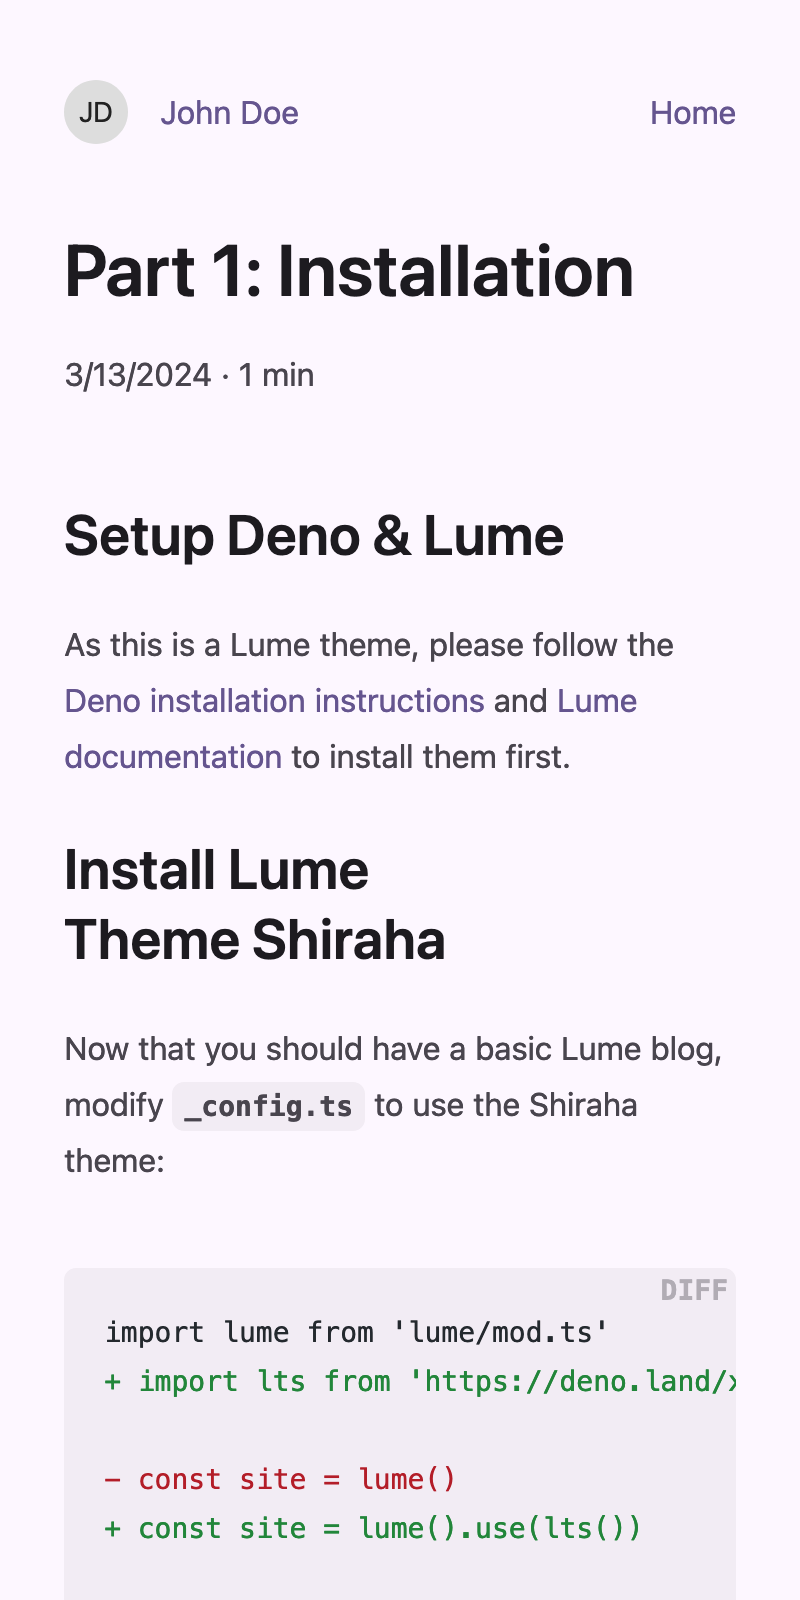 JD John Doe Home
Part 1: Installation
3/13/2024 · 1 min
Setup Deno & Lume
As this is a Lume theme, please follow the
Deno installation instructions and Lume
documentation to install them first.
Install Lume
Theme Shiraha
Now that you should have a basic Lume blog,
modify _config.ts to use the Shiraha
theme:
DIFF
import lume from 'lume/mod.ts'
+ import lts from 'https://deno.land/x
- const site = lume()
+ const site = lume().use(lts())